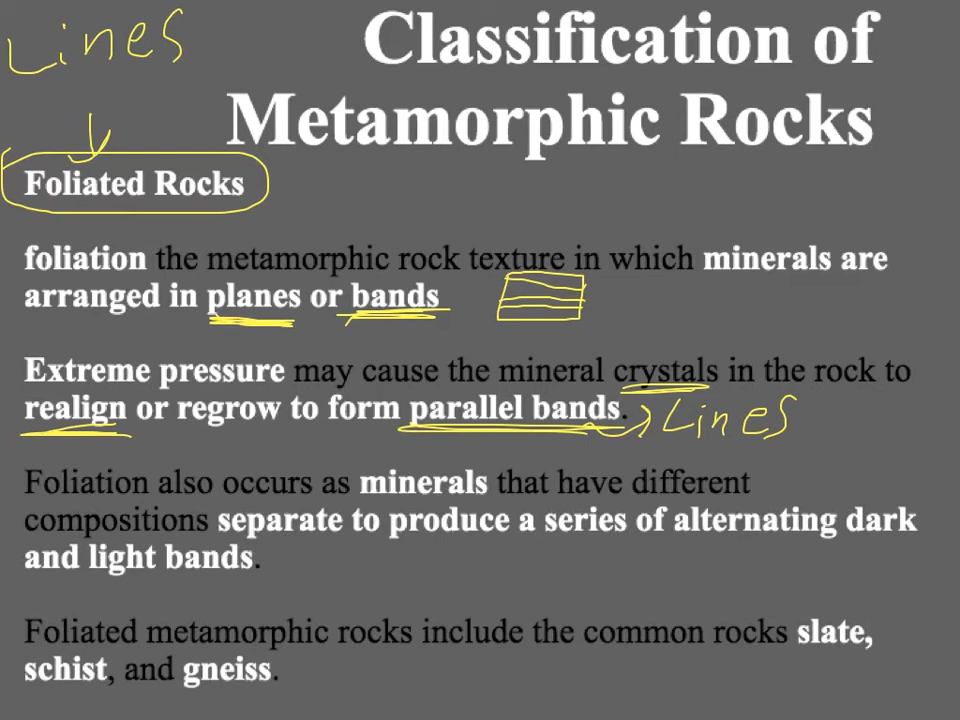 Lines
Classification of
Metamorphic Rocks
Foliated Rocks
foliation the metamorphic rock texture in which minerals are
arranged in planes or bands
Extreme pressure may cause the mineral crystals in the rock to
realign or regrow to form parallel bands.
Lines
Foliation also occurs as minerals that have different
compositions separate to produce a series of alternating dark
and light bands.
Foliated metamorphic rocks include the common rocks slate,
schist, and gneiss.